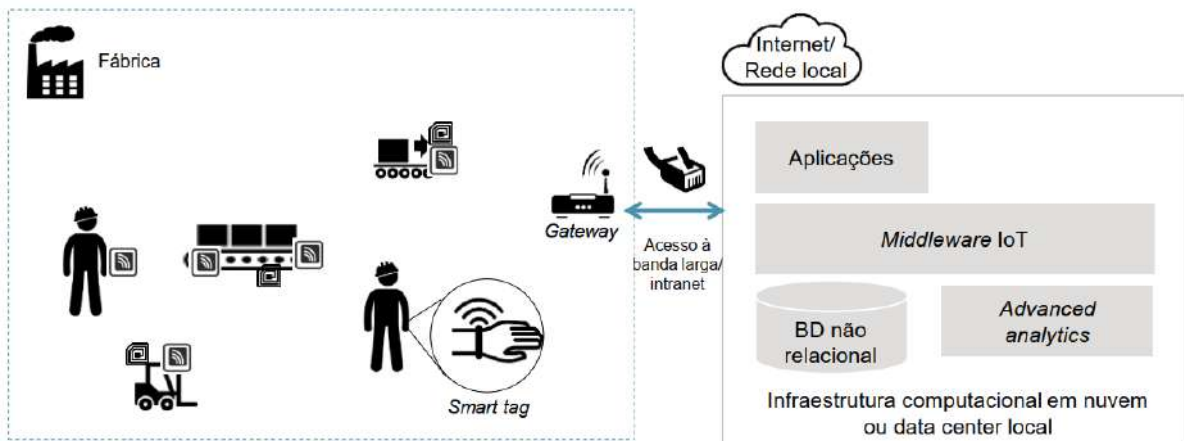 Fábrica
Gateway
Smart tag
Acesso à
banda larga/
intranet
Internet/
Rede local
Aplicações
Middleware IoT
BD não
relacional
Advanced
analytics
Infraestrutura computacional em nuvem
ou data center local